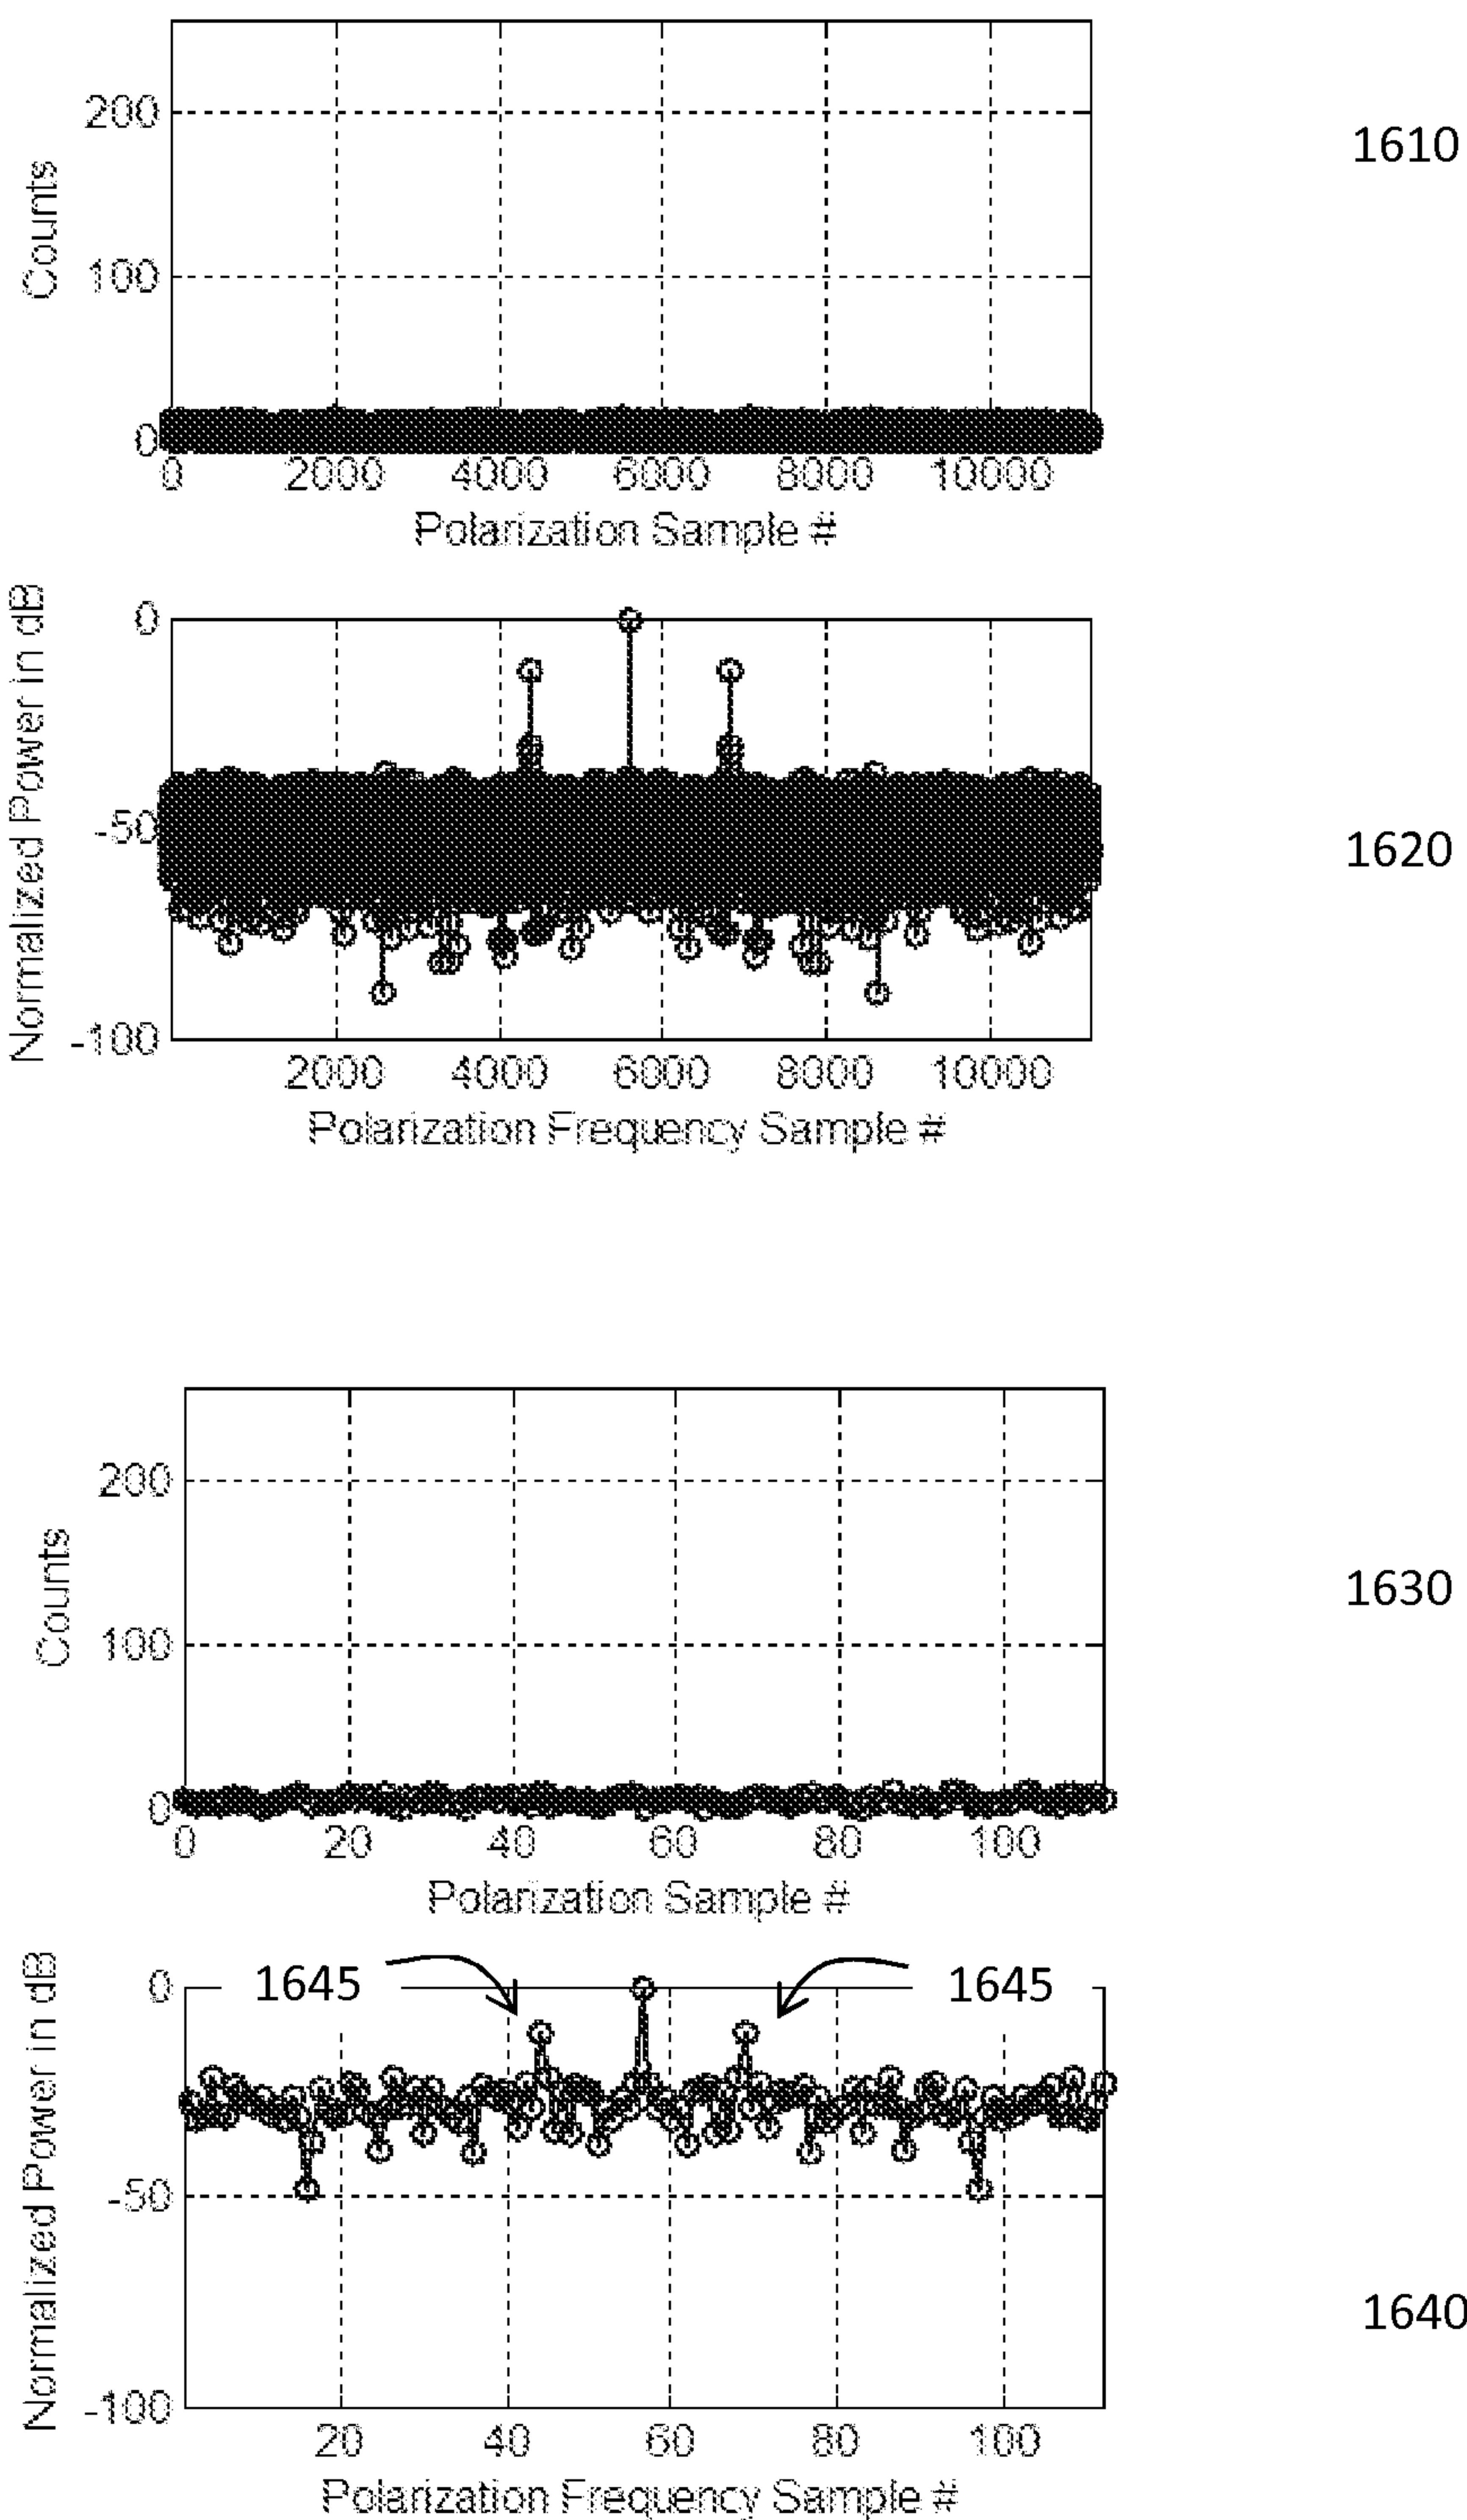 200
1610
Counts
100
0
0 2000 4000 6000 8000 10000
Polarization Sample #
0
Normalized Power in dB
-50
1620
-100
2000 4000 6000 8000 10000
Polarization Frequency Sample #
200
Counts
1630
100
0
0 20 40 60 80 100
Polarization Sample #
0 1645 1645
Normalized Power in dB
-50
1640
-100
20 40 60 80 100
Polarization Frequency Sample #